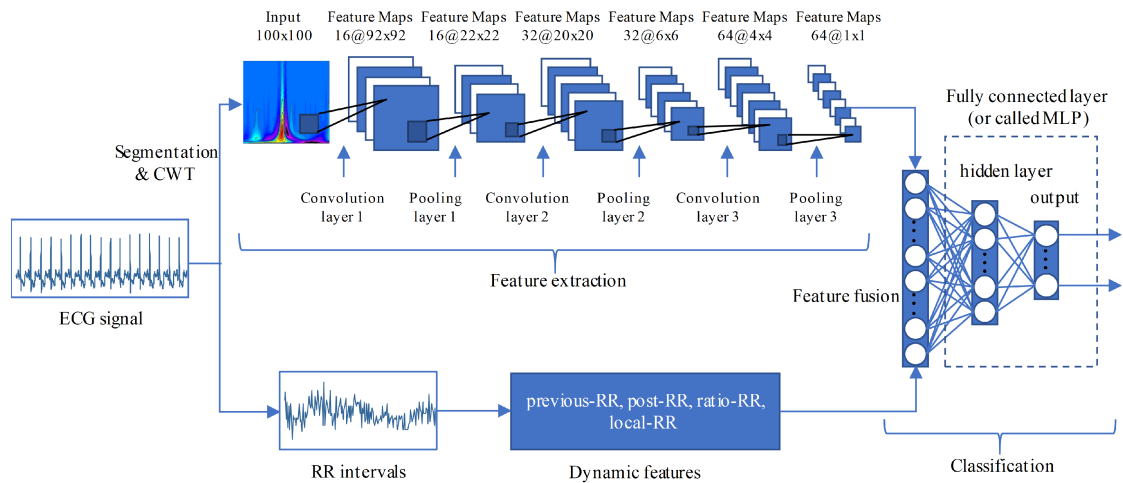 Input
100x100
Feature Maps
16@92x92
Feature Maps
16@22x22
Feature Maps
32@20x20
Feature Maps
32@6x6
Feature Maps
64@4x4
Feature Maps
64@1x1
Segmentation
& CWT
Convolution
layer 1
Pooling
layer 1
Convolution
layer 2
Pooling
layer 2
Convolution
layer 3
Pooling
layer 3
Fully connected layer
(or called MLP)
hidden layer
output
Feature extraction
Feature fusion
ECG signal
previous-RR, post-RR, ratio-RR,
local-RR
RR intervals
Dynamic features
Classification